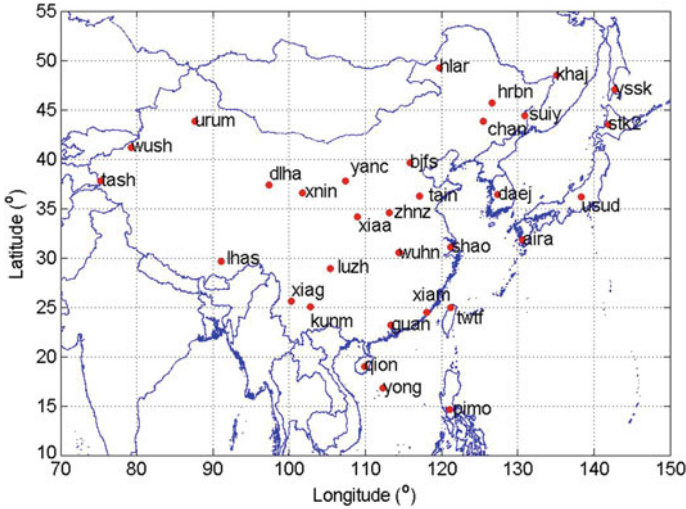 55
50
45
40
35
30
25
20
15
10
Latitude (°)
hlar
khaj
hrbn
yssk
urum
suiy
chan
stk2
wush
bjfs
tash
dlha
yanc
xnin
tain
daej
usud
zhnz
xiaa
aira
shao
wuhn
lhas
luzh
xiag
xiam
kunm
guan
twtf
qion
yong
pimo
70 80 90 100 110 120 130 140 150
Longitude (°)